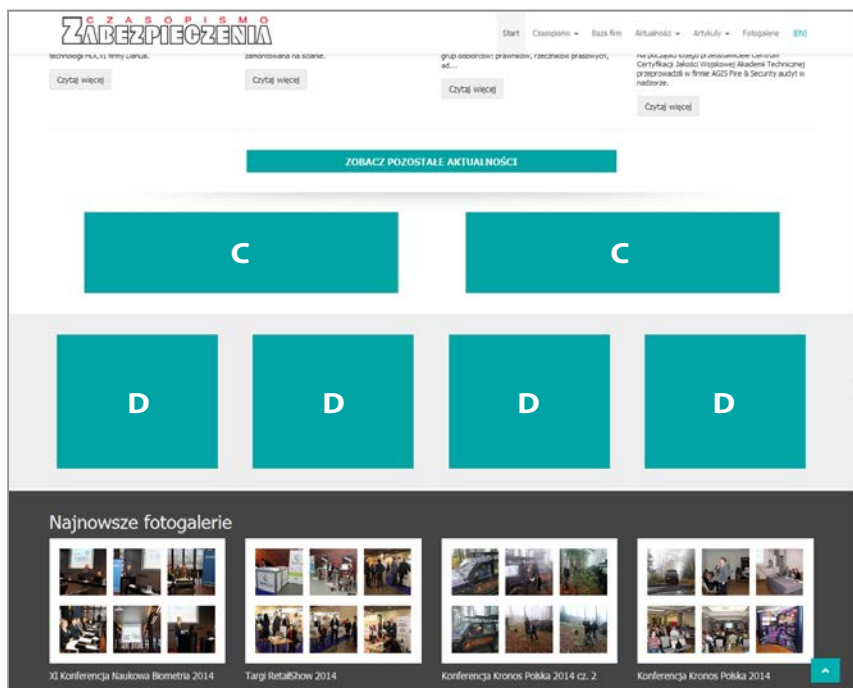 CZASOPISMO
ZABEZPIECZENIA
Start Czasopismo Baza firm Aktualności Artykuły Fotogalerie (EN)
technologii HDCVI firmy Dahua.
zamontowana na ścianie.
grup odbiorców: prawników, rzeczników prasowych,
ad....
Na początku lutego przedstawiciele Centrum
Certyfikacji Jakości Wojskowej Akademii Technicznej
przeprowadzili w firmie AGIS Fire & Security audyt w
nadzorze.
Czytaj więcej
Czytaj więcej
Czytaj więcej
Czytaj więcej
ZOBACZ POZOSTAŁE AKTUALNOŚCI
C C
D D D D
Najnowsze fotogalerie
XI Konferencja Naukowa Biometria 2014
Targi RetailShow 2014
Konferencja Kronos Polska 2014 cz. 2
Konferencja Kronos Polska 2014